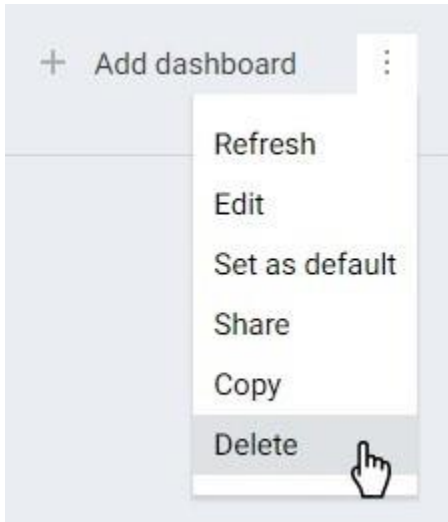 + Add dashboard
Refresh
Edit
Set as default
Share
Copy
Delete